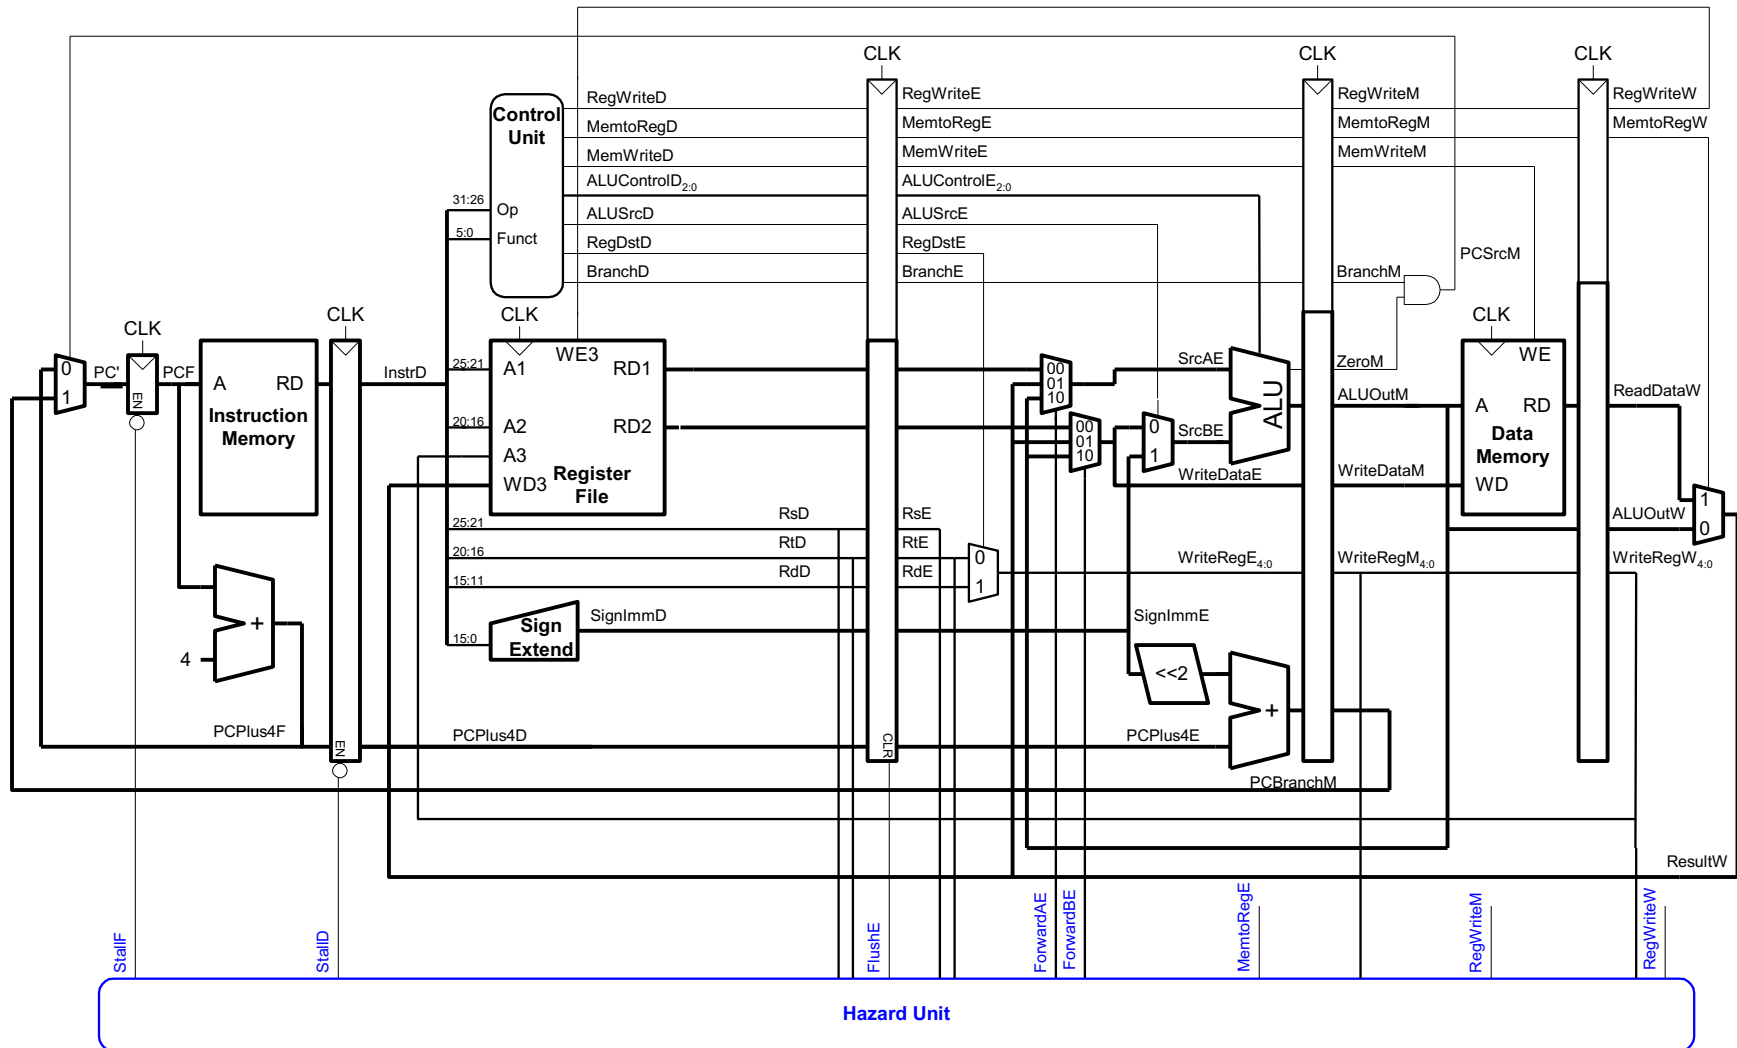 CLK
CLK
CLK
Control
Unit
RegWriteD
MemtoRegD
MemWriteD
ALUControlD2:0
ALUSrcD
RegDstD
BranchD
31:26
Op
5:0
Funct
RegWriteE
MemtoRegE
MemWriteE
ALUControlE2:0
ALUSrcE
RegDstE
BranchE
RegWriteM
MemtoRegM
MemWriteM
BranchM
PCSrcM
RegWriteW
MemtoRegW
CLK
CLK
CLK
CLK
0
1
PC'
EN
PCF
A
RD
Instruction
Memory
InstrD
25:21
A1
WE3
RD1
20:16
A2
RD2
A3
WD3
Register
File
00
01
10
00
01
10
0
1
SrcAE
SrcBE
ALU
ZeroM
ALUOutM
WriteDataE
WriteDataM
WE
A
RD
Data
Memory
WD
ReadDataW
1
0
ALUOutW
25:21
RsD
RsE
20:16
RtD
RtE
15:11
RdD
RdE
0
1
WriteRegE4:0
WriteRegM4:0
WriteRegW4:0
15:0
Sign
Extend
SignImmD
SignImmE
+
4
<<2
+
PCPlus4F
EN
PCPlus4D
CLR
PCPlus4E
PCBranchM
ResultW
StallF
StallD
FlushE
ForwardAE
ForwardBE
MemtoRegE
RegWriteM
RegWriteW
Hazard Unit